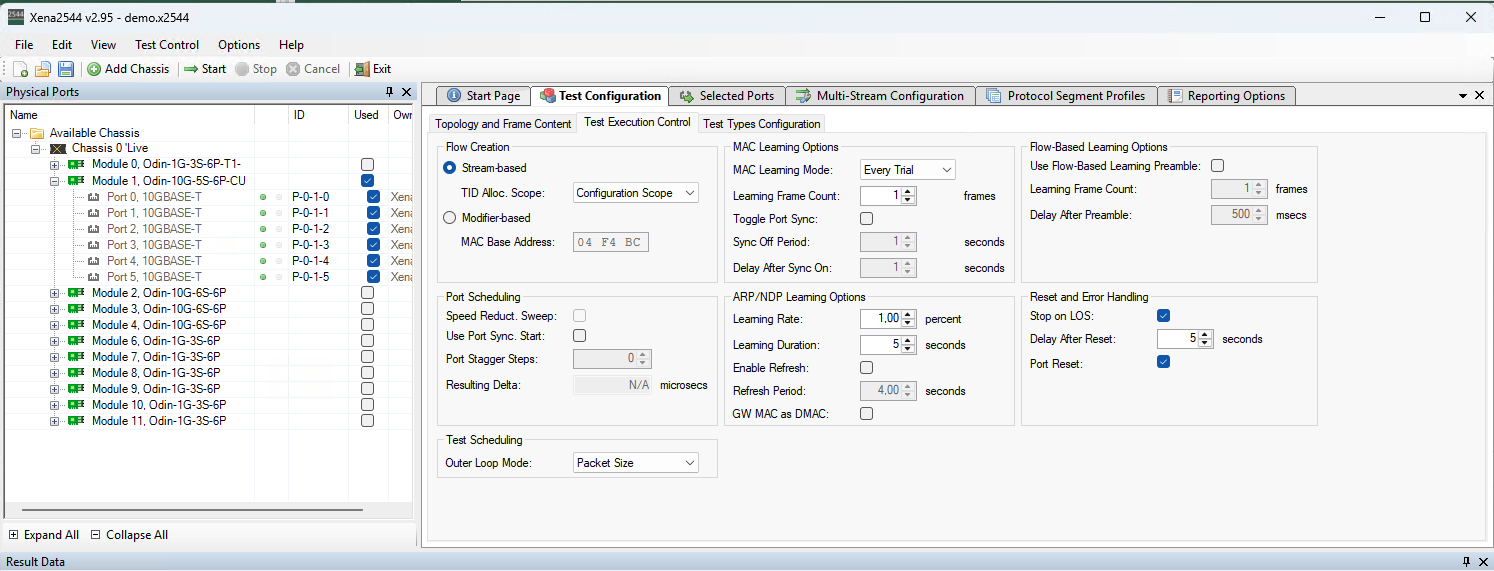 Xena2544 v2.95 - demo.x2544
File Edit View Test Control Options Help
Add Chassis Start Stop Cancel Exit
Physical Ports
Name ID Used Own
Available Chassis
Chassis 0 'Live
Module 0, Odin-1G-3S-6P-T1-
Module 1, Odin-10G-5S-6P-CU
Port 0, 10GBASE-T P-0-1-0 Xena
Port 1, 10GBASE-T P-0-1-1 Xena
Port 2, 10GBASE-T P-0-1-2 Xena
Port 3, 10GBASE-T P-0-1-3 Xena
Port 4, 10GBASE-T P-0-1-4 Xena
Port 5, 10GBASE-T P-0-1-5 Xena
Module 2, Odin-10G-6S-6P
Module 3, Odin-10G-6S-6P
Module 4, Odin-10G-6S-6P
Module 6, Odin-1G-3S-6P
Module 7, Odin-1G-3S-6P
Module 8, Odin-1G-3S-6P
Module 9, Odin-1G-3S-6P
Module 10, Odin-1G-3S-6P
Module 11, Odin-1G-3S-6P
Expand All Collapse All
Start Page Test Configuration Selected Ports Multi-Stream Configuration Protocol Segment Profiles Reporting Options
Topology and Frame Content Test Execution Control Test Types Configuration
Flow Creation
Stream-based
TID Alloc. Scope: Configuration Scope
Modifier-based
MAC Base Address: 04 F4 BC
Port Scheduling
Speed Reduct. Sweep:
Use Port Sync. Start:
Port Stagger Steps: 0
Resulting Delta: N/A microsecs
Test Scheduling
Outer Loop Mode: Packet Size
MAC Learning Options
MAC Learning Mode: Every Trial
Learning Frame Count: 1 frames
Toggle Port Sync:
Sync Off Period: 1 seconds
Delay After Sync On: 1 seconds
ARP/NDP Learning Options
Learning Rate: 1,00 percent
Learning Duration: 5 seconds
Enable Refresh:
Refresh Period: 4,00 seconds
GW MAC as DMAC:
Flow-Based Learning Options
Use Flow-Based Learning Preamble:
Learning Frame Count: 1 frames
Delay After Preamble: 500 msecs
Reset and Error Handling
Stop on LOS:
Delay After Reset: 5 seconds
Port Reset:
Result Data